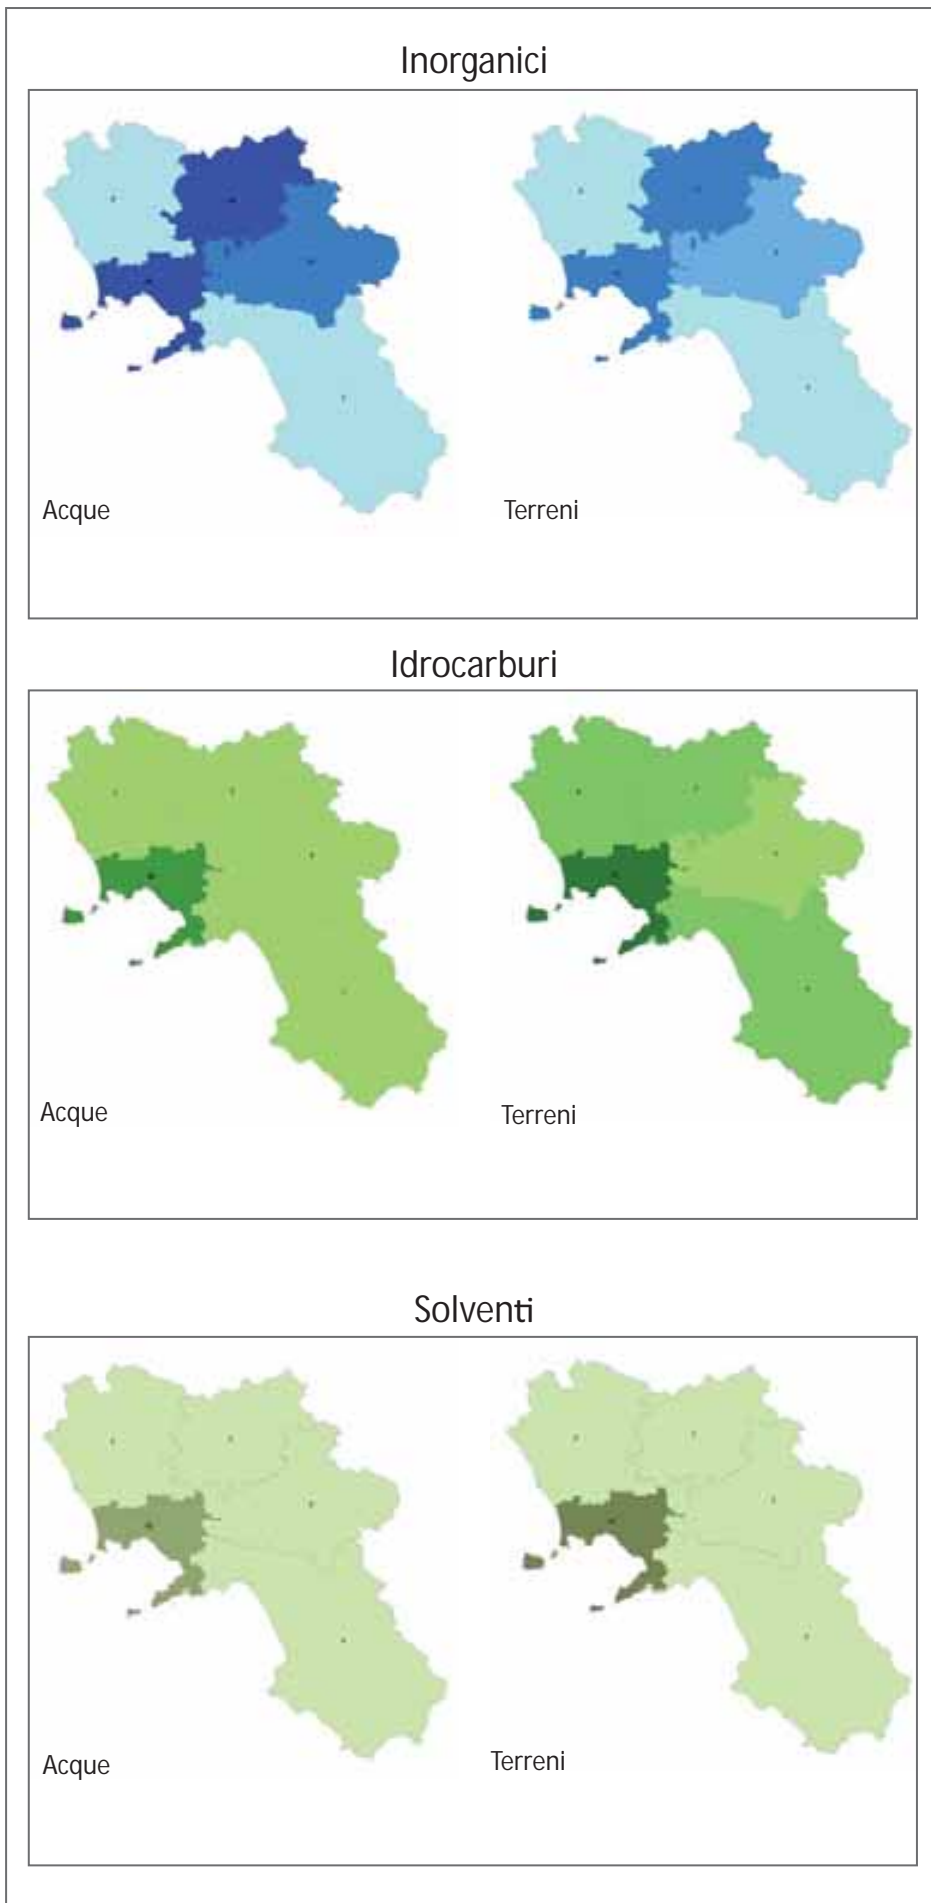 Inorganici
Acque
Terreni
Idrocarburi
Acque
Terreni
Solventi
Acque
Terreni